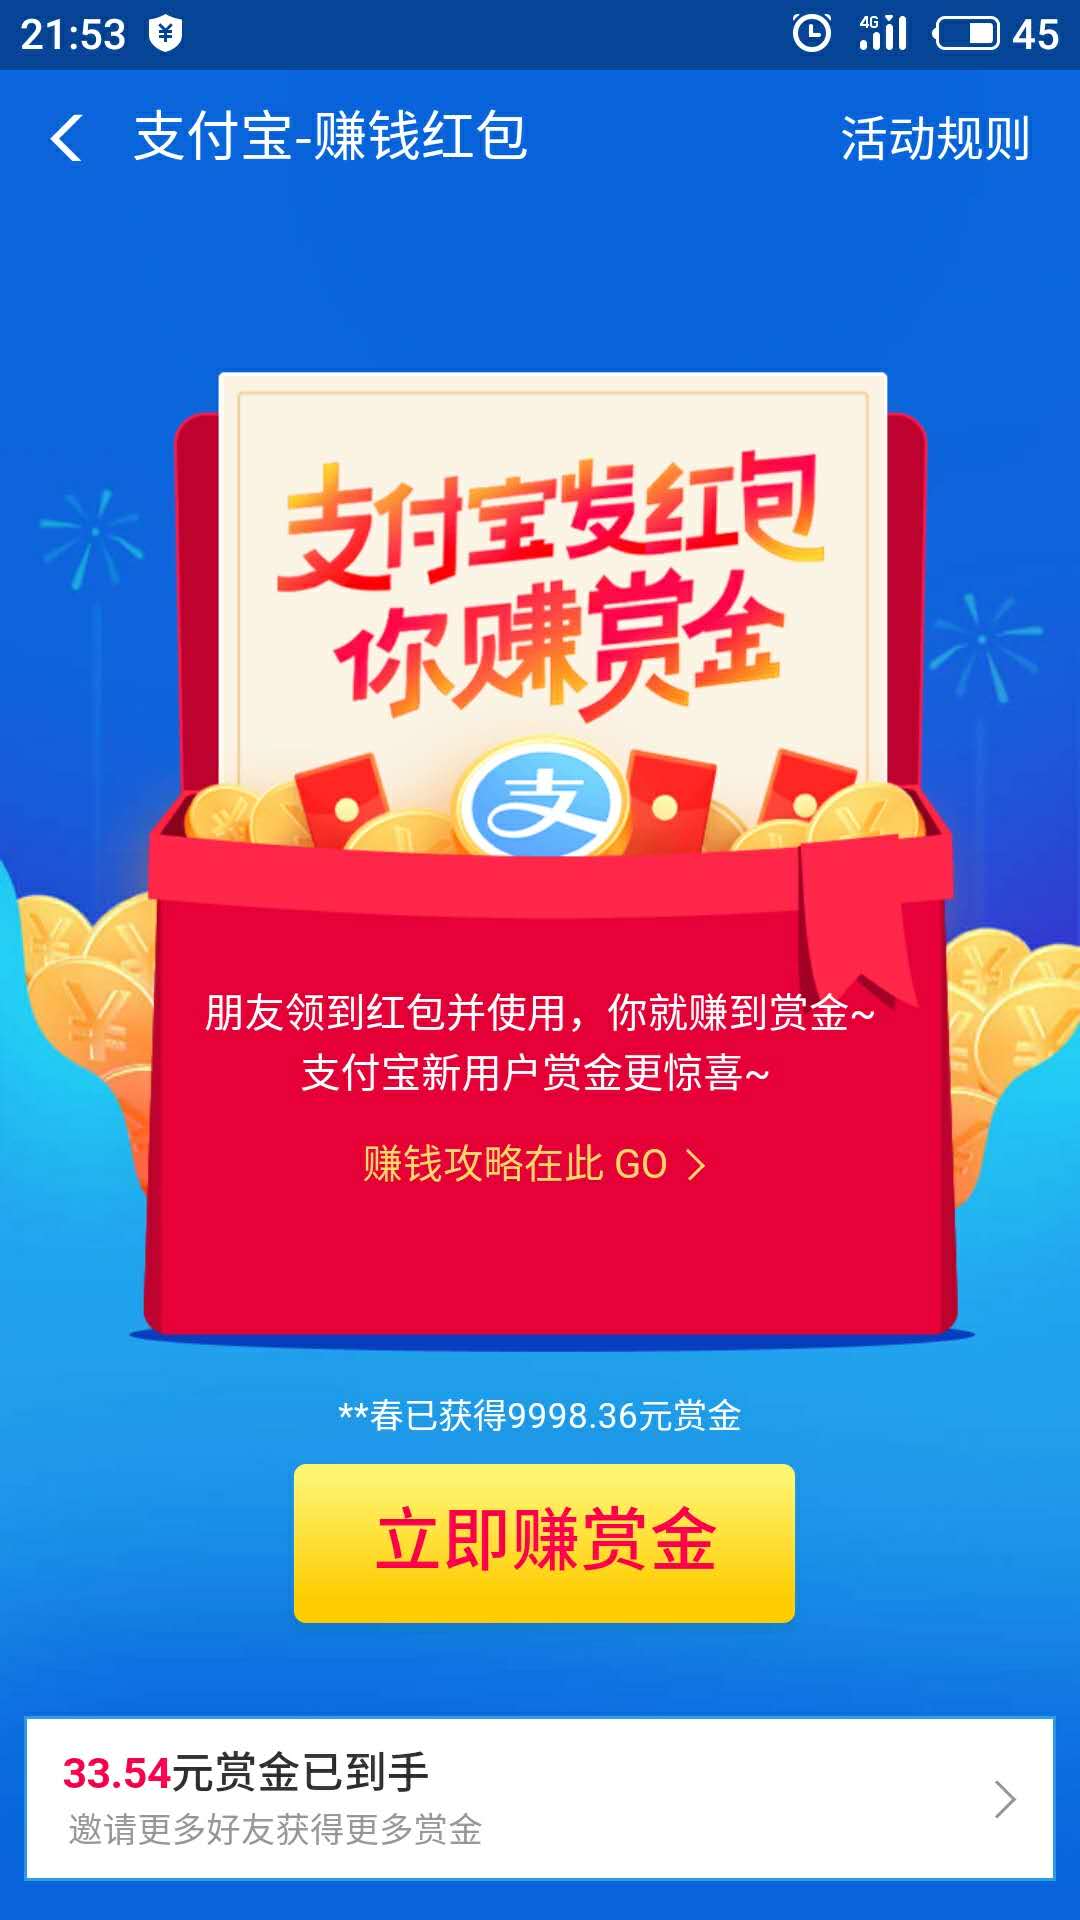 21:53
4G
45
支付宝-赚钱红包
活动规则
支付宝发红包
你赚赏金
支
朋友领到红包并使用，你就赚到赏金~
支付宝新用户赏金更惊喜~
赚钱攻略在此 GO >
**春已获得9998.36元赏金
立即赚赏金
33.54元赏金已到手
邀请更多好友获得更多赏金